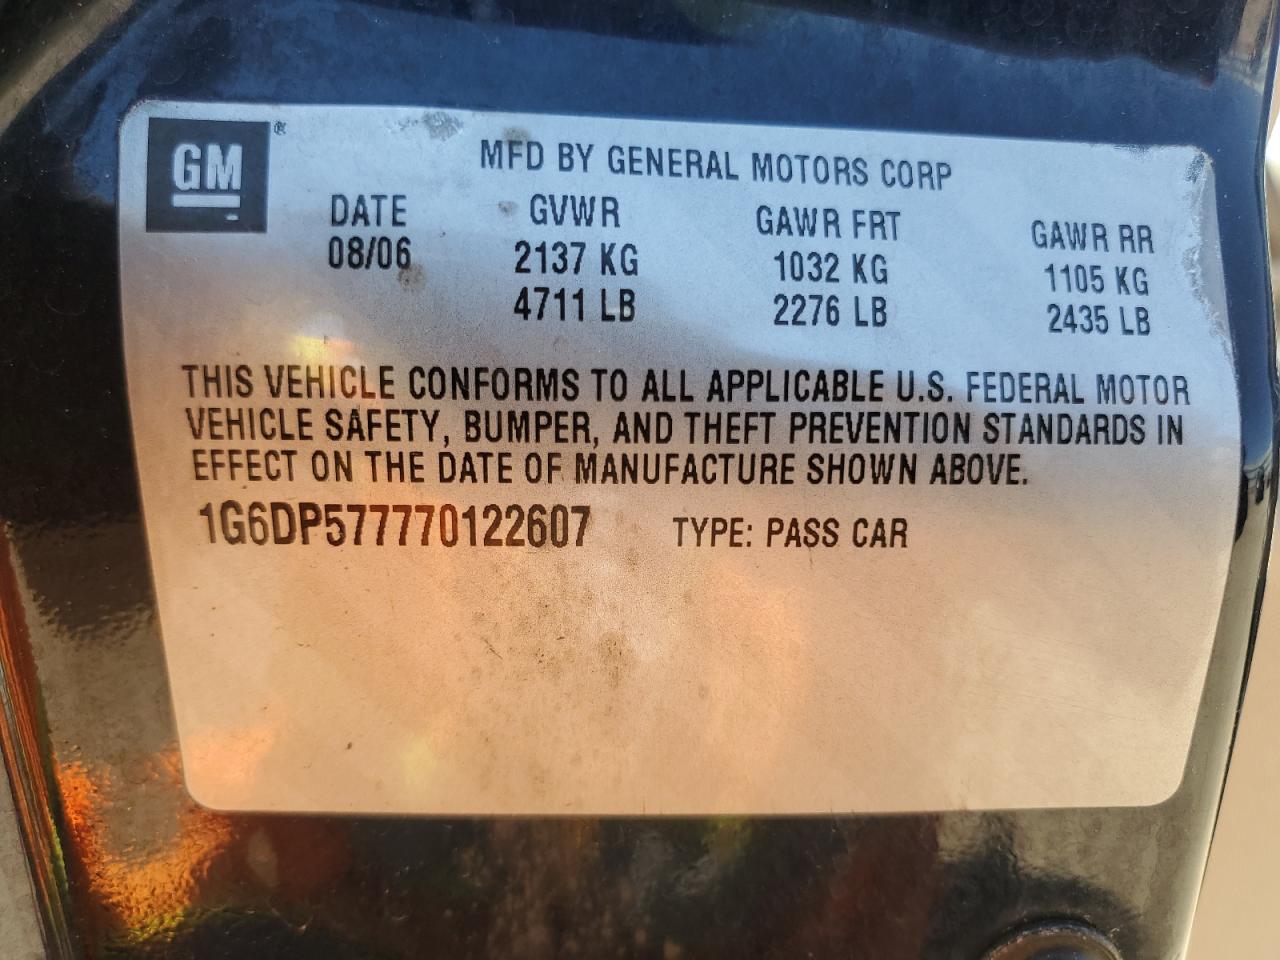 GM ®
MFD BY GENERAL MOTORS CORP
DATE GVWR GAWR FRT GAWR RR
08/06 2137 KG 1032 KG 1105 KG
4711 LB 2276 LB 2435 LB
THIS VEHICLE CONFORMS TO ALL APPLICABLE U.S. FEDERAL MOTOR
VEHICLE SAFETY, BUMPER, AND THEFT PREVENTION STANDARDS IN
EFFECT ON THE DATE OF MANUFACTURE SHOWN ABOVE.
1G6DP577770122607 TYPE: PASS CAR